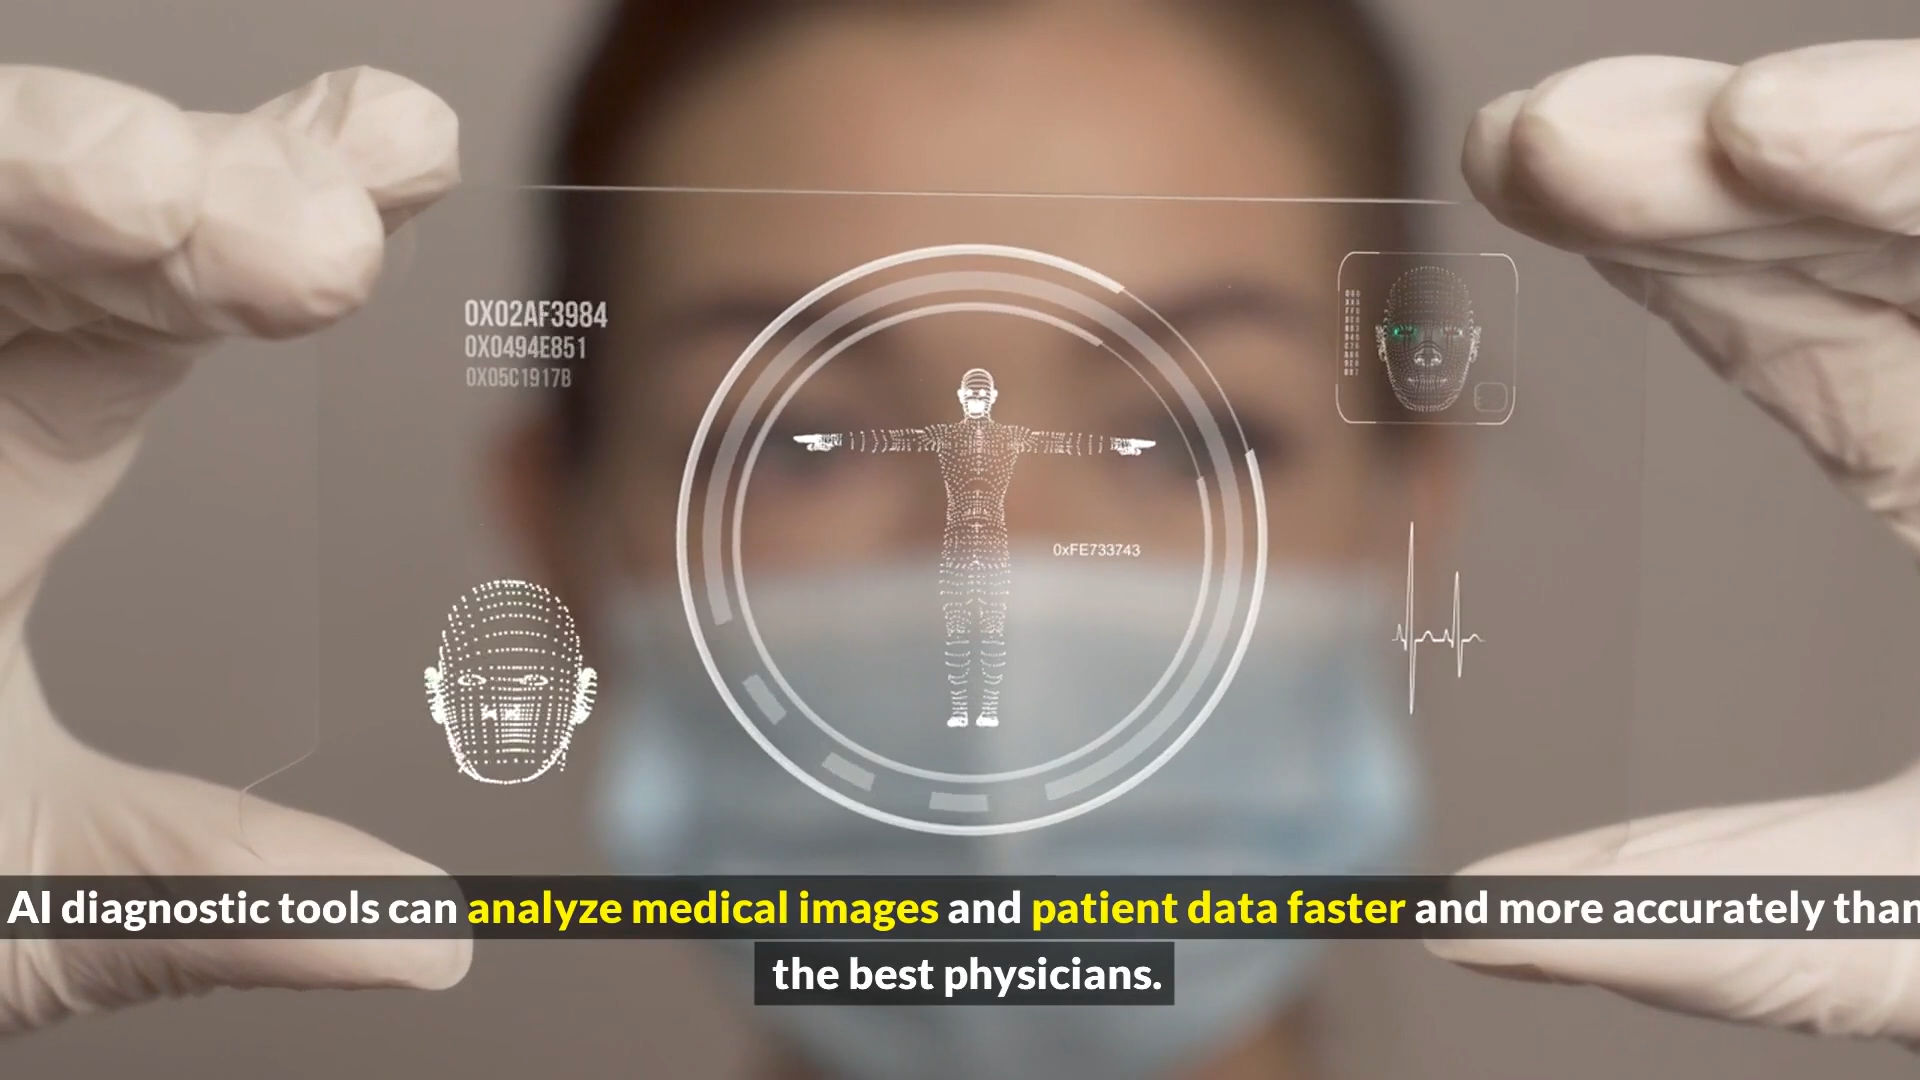 0X02AF3984
0X0494E851
0X05C1917B
0xFE733743
AI diagnostic tools can analyze medical images and patient data faster and more accurately than
the best physicians.